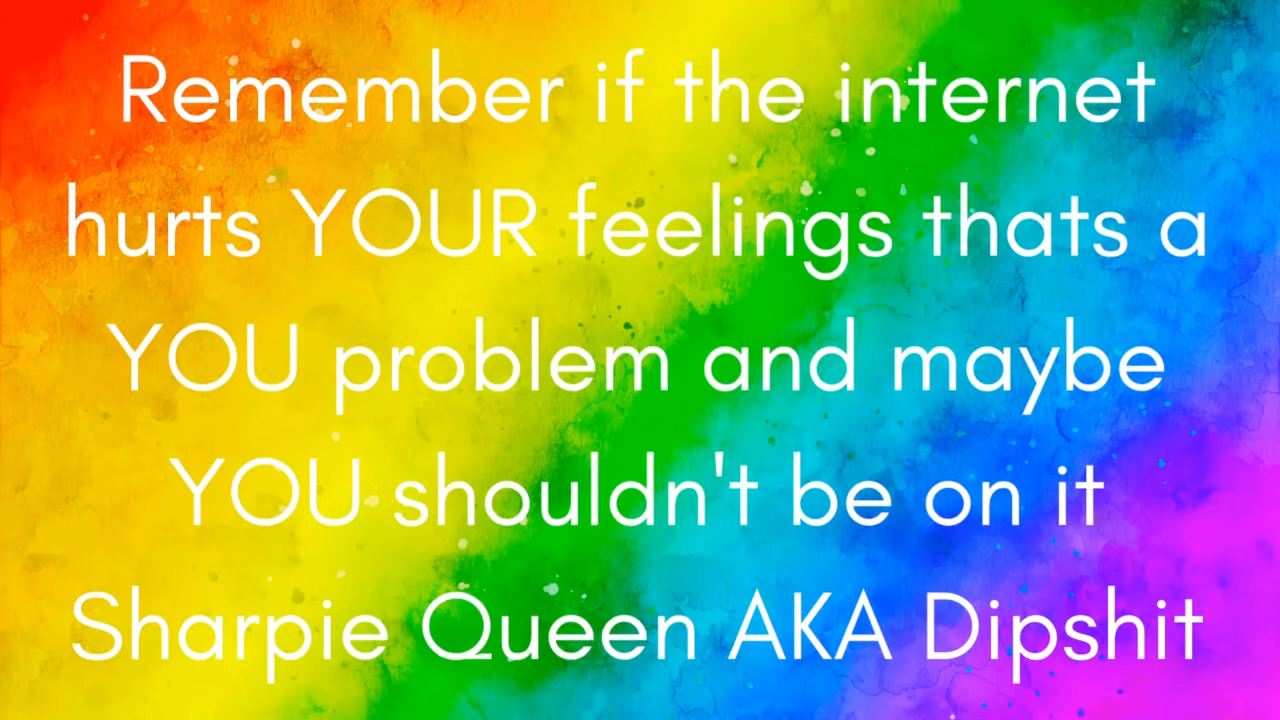 Remember if the internet
hurts YOUR feelings thats a
YOU problem and maybe
YOU shouldn't be on it
Sharpie Queen AKA Dipshit